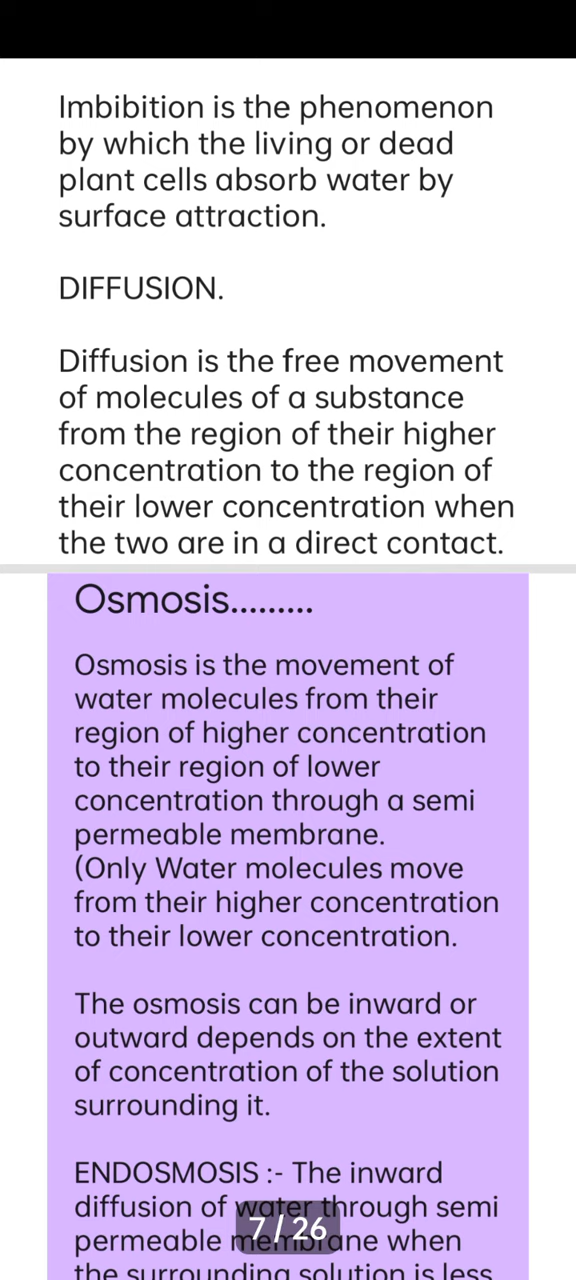 Imbibition is the phenomenon
by which the living or dead
plant cells absorb water by
surface attraction.
DIFFUSION.
Diffusion is the free movement
of molecules of a substance
from the region of their higher
concentration to the region of
their lower concentration when
the two are in a direct contact.
Osmosis.........
Osmosis is the movement of
water molecules from their
region of higher concentration
to their region of lower
concentration through a semi
permeable membrane.
(Only Water molecules move
from their higher concentration
to their lower concentration.
The osmosis can be inward or
outward depends on the extent
of concentration of the solution
surrounding it.
ENDOSMOSIS :- The inward
diffusion of water through semi
7 / 26
permeable membrane when
the surrounding solution is less